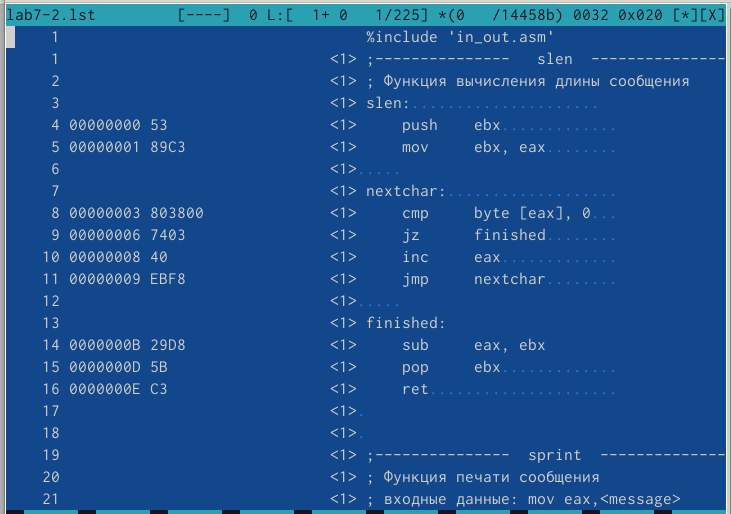 lab7-2.lst         [----]  0 L:[  1+ 0   1/225] *(0   /14458b) 0032 0x020 [*][X]
     1                                  %include 'in_out.asm'
     1                              <1> ;---------------   slen  ---------------
     2                              <1> ; Функция вычисления длины сообщения
     3                              <1> slen:.....................
     4 00000000 53                  <1>     push    ebx.............
     5 00000001 89C3                <1>     mov     ebx, eax........
     6                              <1>.....
     7                              <1> nextchar:...................
     8 00000003 803800              <1>     cmp     byte [eax], 0...
     9 00000006 7403                <1>     jz      finished........
    10 00000008 40                  <1>     inc     eax.............
    11 00000009 EBF8                <1>     jmp     nextchar........
    12                              <1>.....
    13                              <1> finished:
    14 0000000B 29D8                <1>     sub     eax, ebx
    15 0000000D 5B                  <1>     pop     ebx.............
    16 0000000E C3                  <1>     ret.....................
    17                              <1>.
    18                              <1>.
    19                              <1> ;---------------  sprint  --------------
    20                              <1> ; Функция печати сообщения
    21                              <1> ; входные данные: mov eax,<message>